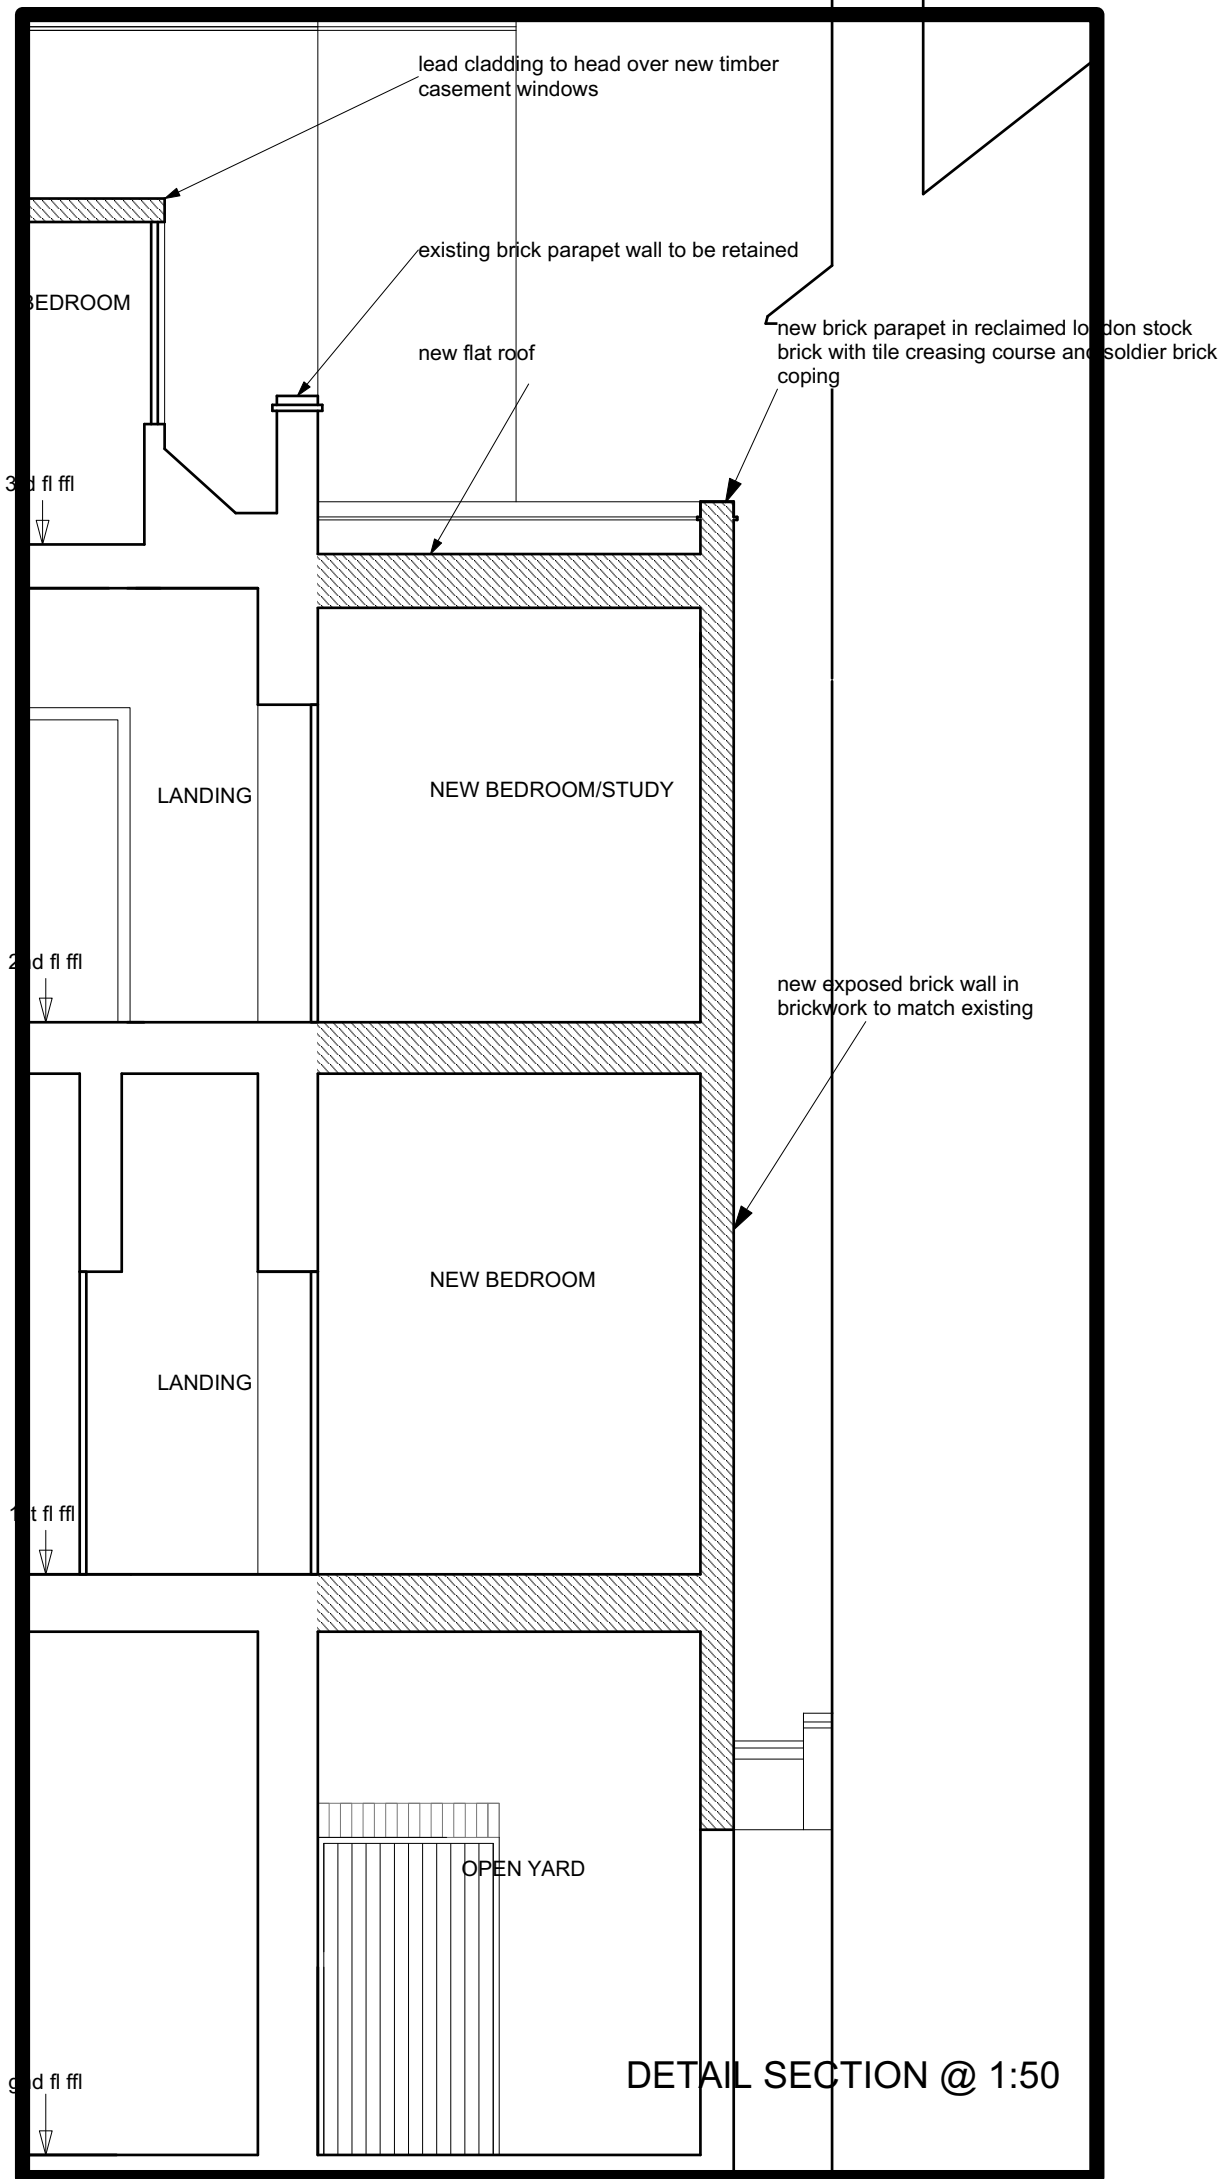 lead cladding to head over new timber
casement windows
existing brick parapet wall to be retained
BEDROOM
new brick parapet in reclaimed london stock
brick with tile creasing course and soldier brick
coping
new flat roof
3rd fl ffl
LANDING
NEW BEDROOM/STUDY
2nd fl ffl
new exposed brick wall in
brickwork to match existing
NEW BEDROOM
LANDING
1st fl ffl
OPEN YARD
DETAIL SECTION @ 1:50
gnd fl ffl